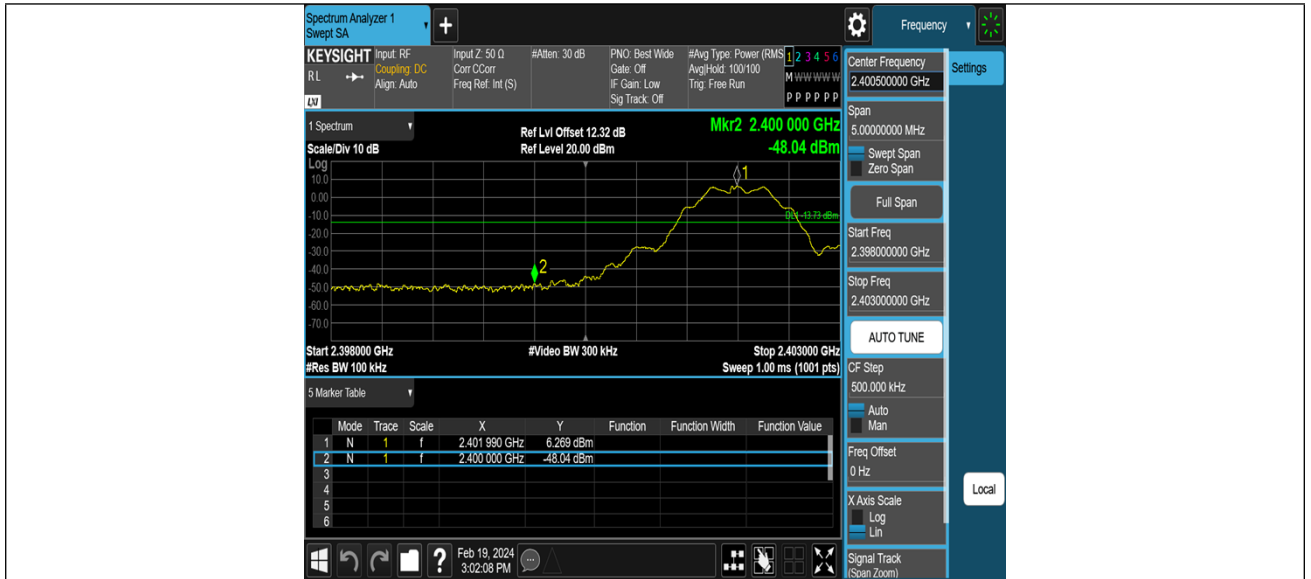 Spectrum Analyzer 1
Swept SA
+
Frequency
KEYSIGHT
RL
LXI
Input: RF
Coupling: DC
Align: Auto
Input Z: 50 Ω
Corr CCorr
Freq Ref: Int (S)
#Atten: 30 dB
PNO: Best Wide
Gate: Off
IF Gain: Low
Sig Track: Off
#Avg Type: Power (RMS
Avg|Hold: 100/100
Trig: Free Run
1 2 3 4 5 6
M W W W W W
P P P P P P
1 Spectrum
Scale/Div 10 dB
Ref Lvl Offset 12.32 dB
Ref Level 20.00 dBm
Mkr2 2.400 000 GHz
-48.04 dBm
Log
10.0
0.00
-10.0
-20.0
-30.0
-40.0
-50.0
-60.0
-70.0
1
2
DL1 -13.73 dBm
Start 2.398000 GHz
#Video BW 300 kHz
Stop 2.403000 GHz
#Res BW 100 kHz
Sweep 1.00 ms (1001 pts)
5 Marker Table
Mode Trace Scale X Y Function Function Width Function Value
1 N 1 f 2.401 990 GHz 6.269 dBm
2 N 1 f 2.400 000 GHz -48.04 dBm
3
4
5
6
?
Feb 19, 2024
3:02:08 PM
Center Frequency
2.400500000 GHz
Settings
Span
5.00000000 MHz
Swept Span
Zero Span
Full Span
Start Freq
2.398000000 GHz
Stop Freq
2.403000000 GHz
AUTO TUNE
CF Step
500.000 kHz
Auto
Man
Freq Offset
0 Hz
X Axis Scale
Log
Lin
Signal Track
(Span Zoom)
Local